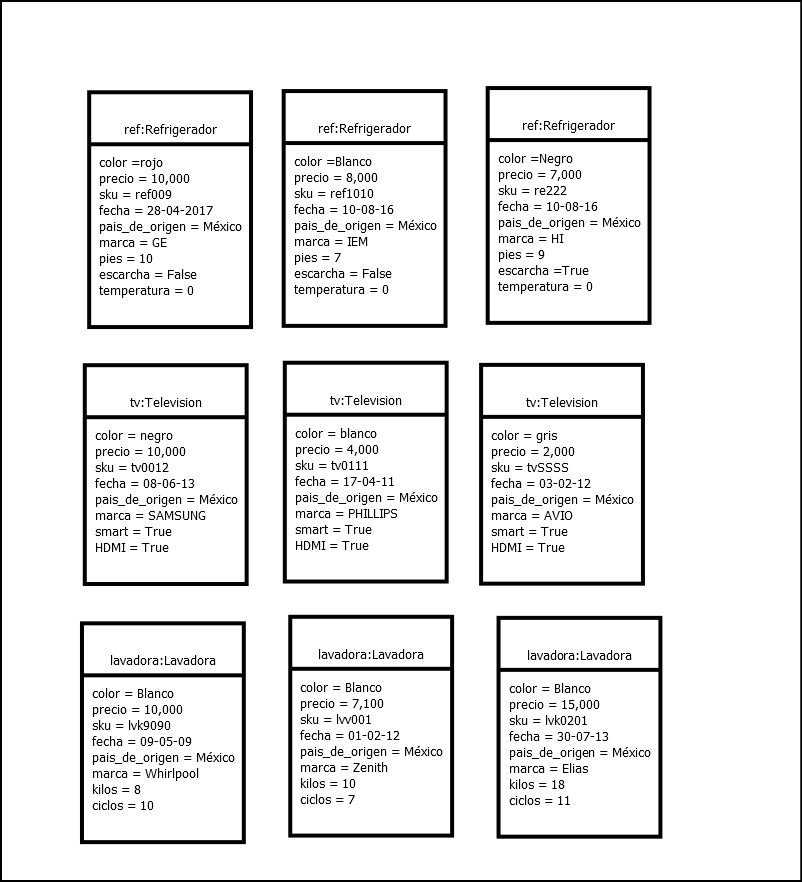 ref:Refrigerador
color =rojo
precio = 10,000
sku = ref009
fecha = 28-04-2017
pais_de_origen = México
marca = GE
pies = 10
escarcha = False
temperatura = 0
ref:Refrigerador
color =Blanco
precio = 8,000
sku = ref1010
fecha = 10-08-16
pais_de_origen = México
marca = IEM
pies = 7
escarcha = False
temperatura = 0
ref:Refrigerador
color =Negro
precio = 7,000
sku = re222
fecha = 10-08-16
pais_de_origen = México
marca = HI
pies = 9
escarcha =True
temperatura = 0
tv:Television
color = negro
precio = 10,000
sku = tv0012
fecha = 08-06-13
pais_de_origen = México
marca = SAMSUNG
smart = True
HDMI = True
tv:Television
color = blanco
precio = 4,000
sku = tv0111
fecha = 17-04-11
pais_de_origen = México
marca = PHILLIPS
smart = True
HDMI = True
tv:Television
color = gris
precio = 2,000
sku = tvSSSS
fecha = 03-02-12
pais_de_origen = México
marca = AVIO
smart = True
HDMI = True
lavadora:Lavadora
color = Blanco
precio = 10,000
sku = lvk9090
fecha = 09-05-09
pais_de_origen = México
marca = Whirlpool
kilos = 8
ciclos = 10
lavadora:Lavadora
color = Blanco
precio = 7,100
sku = lvv001
fecha = 01-02-12
pais_de_origen = México
marca = Zenith
kilos = 10
ciclos = 7
lavadora:Lavadora
color = Blanco
precio = 15,000
sku = lvk0201
fecha = 30-07-13
pais_de_origen = México
marca = Elias
kilos = 18
ciclos = 11